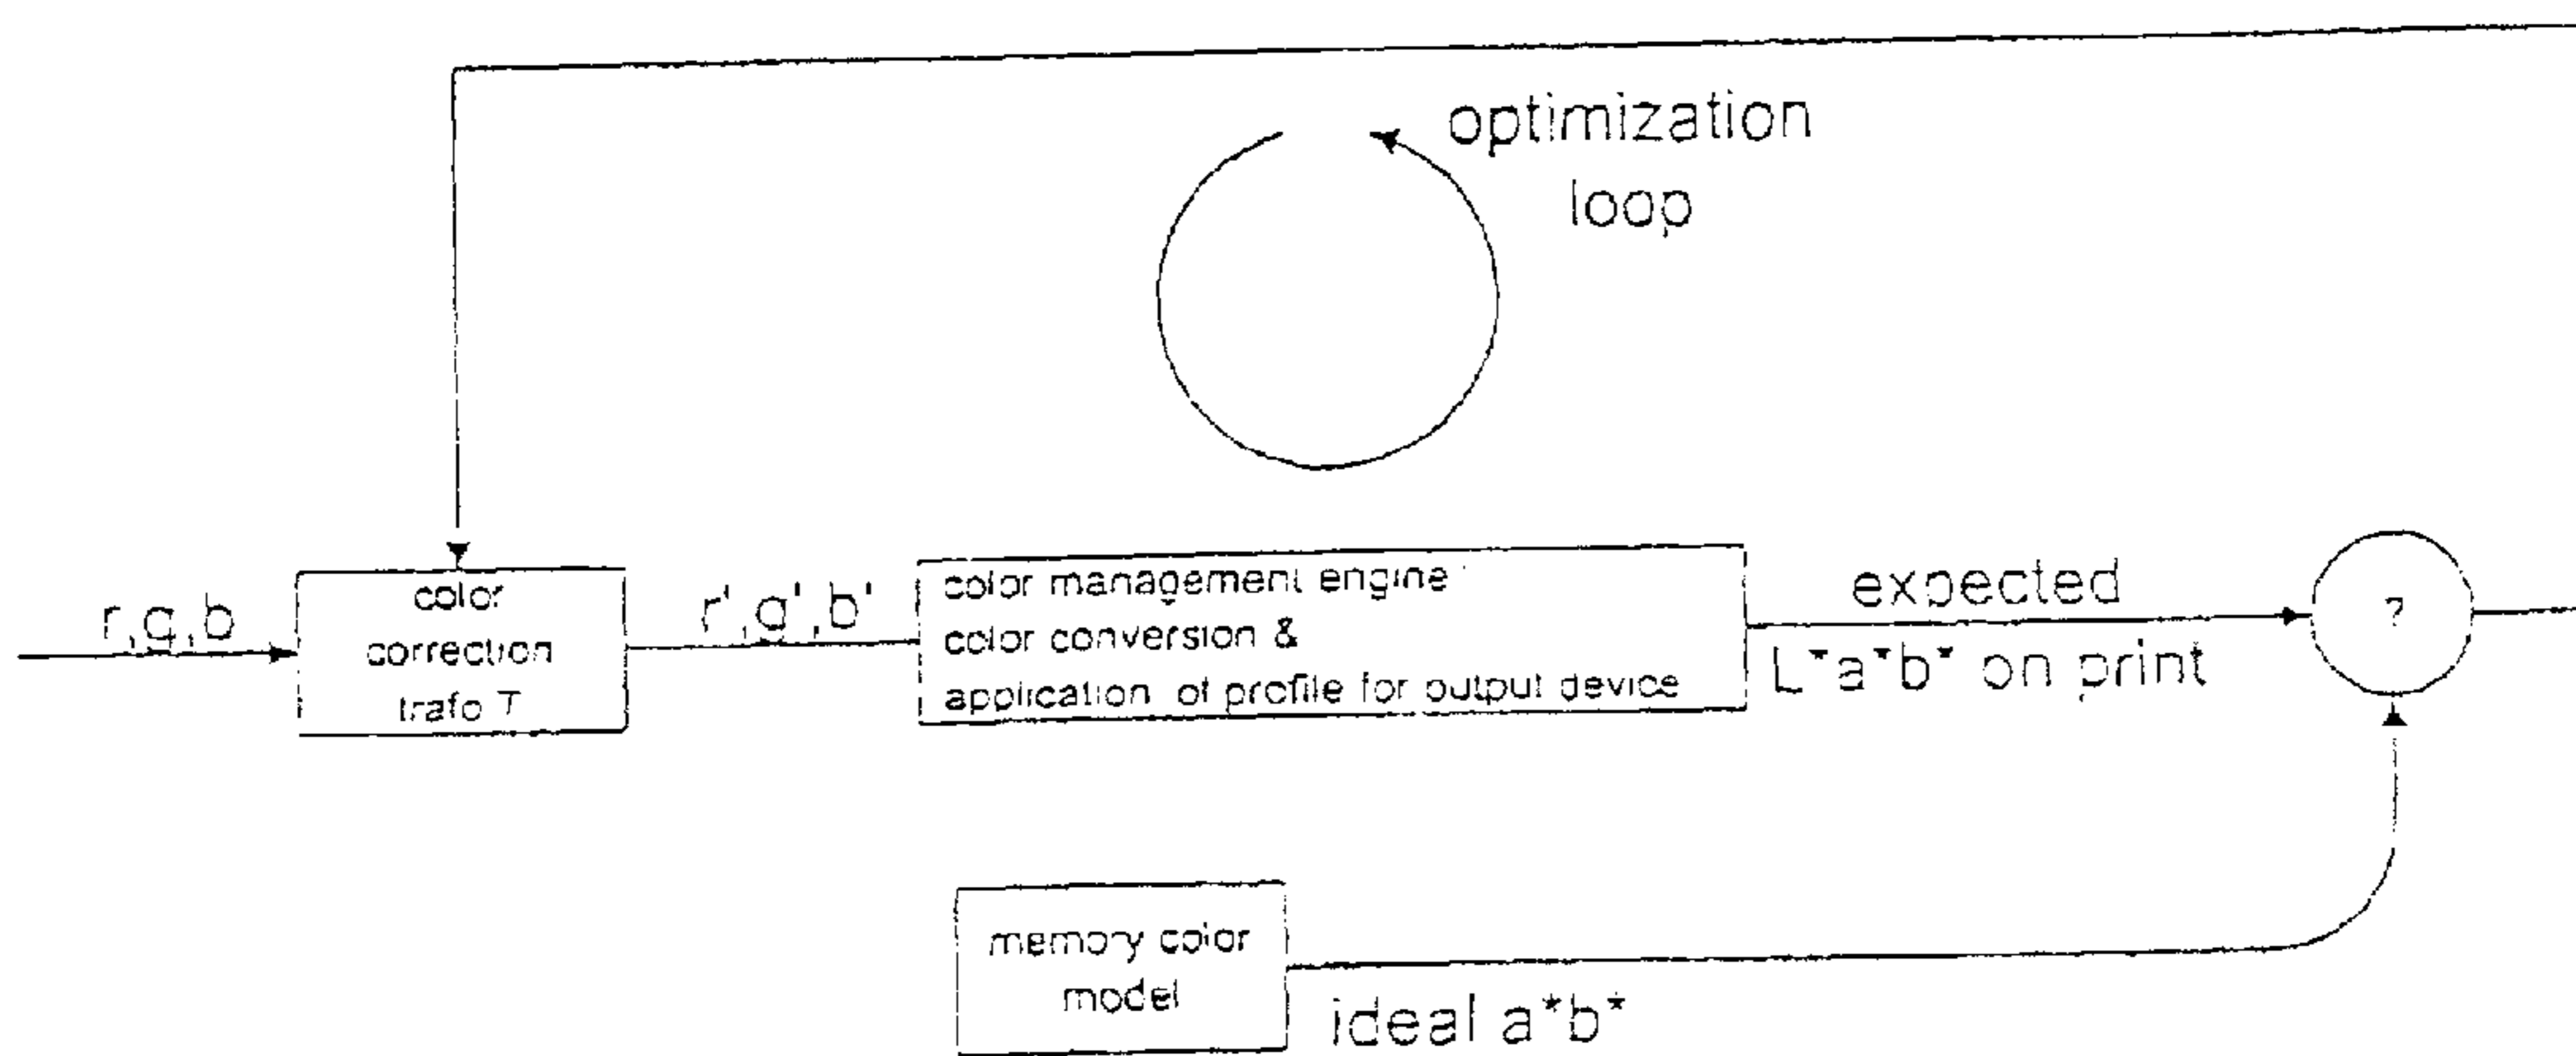 optimization
loop
r,g,b
color
correction
trafo T
r',g',b'
color management engine
color conversion &
application of profile for output device
expected
L*a*b* on print
?
memory color
model
ideal a*b*